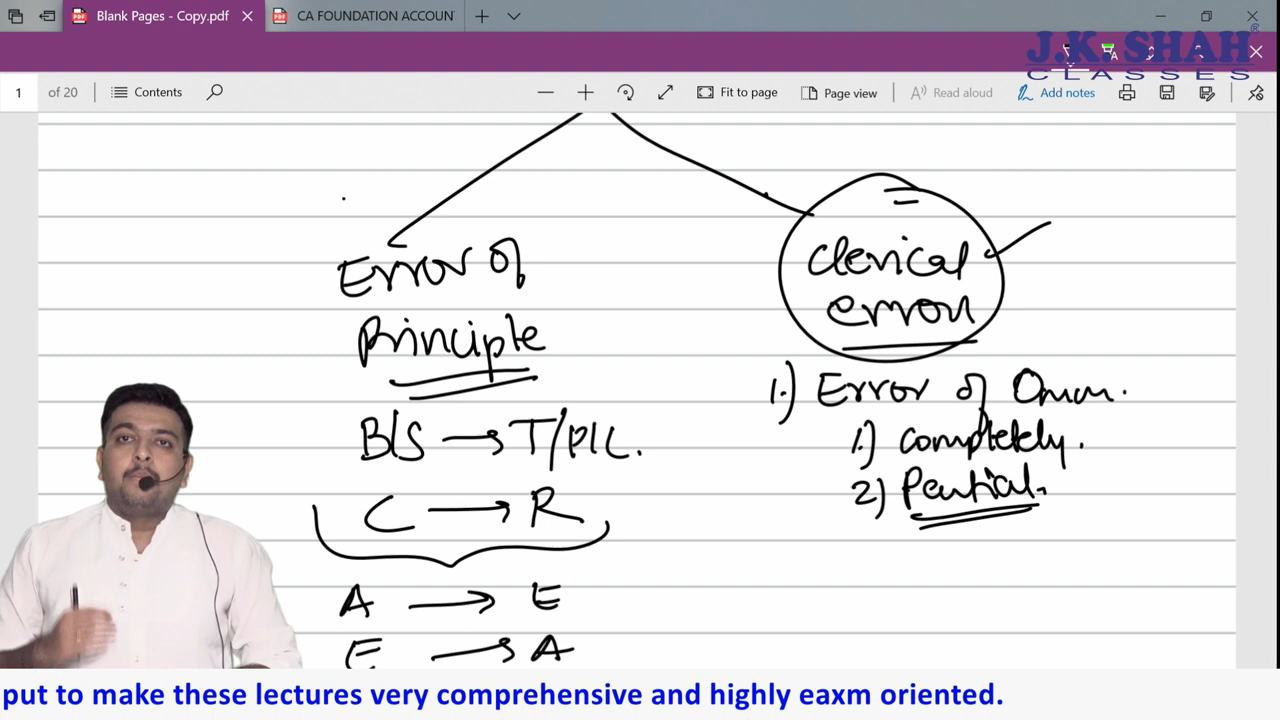 Blank Pages - Copy.pdf
CA FOUNDATION ACCOUN
J.K. SHAH®
CLASSES
1 of 20
Contents
Fit to page
Page view
Read aloud
Add notes
Error of
Principle
B/S → T/P/L.
C → R
A → E
E → A
Clerical
error
1.) Error of Omm.
1.) Completely.
2) Partial.
put to make these lectures very comprehensive and highly eaxm oriented.